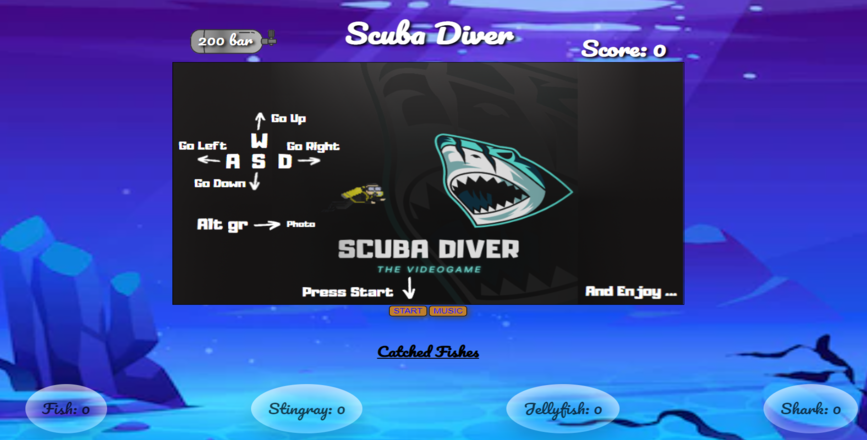 Scuba Diver
200 bar
Score: 0
Go Up
Go Left
W
Go Right
A S D
Go Down
Alt gr
Photo
SCUBA DIVER
THE VIDEOGAME
Press Start
And Enjoy ...
START
MUSIC
Catched Fishes
Fish: 0
Stingray: 0
Jellyfish: 0
Shark: 0